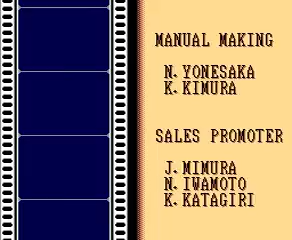 MANUAL MAKING
N. YONESAKA
K. KIMURA
SALES PROMOTER
J. MIMURA
N. IWAMOTO
K. KATAGIRI